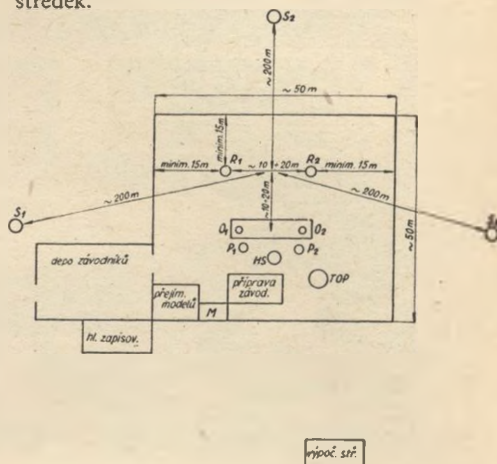 středek.
S2
~200m
~50m
minim. 15m
minim. 15m
R1
~10÷20m
R2
minim. 15m
~200m
~200m
~10-20m
~50m
S1
O1
O2
P1
P2
HS
TOP
depo závodníků
přejím.
modelů
M
příprava
závod.
hl. zapisov.
výpoč. stř.